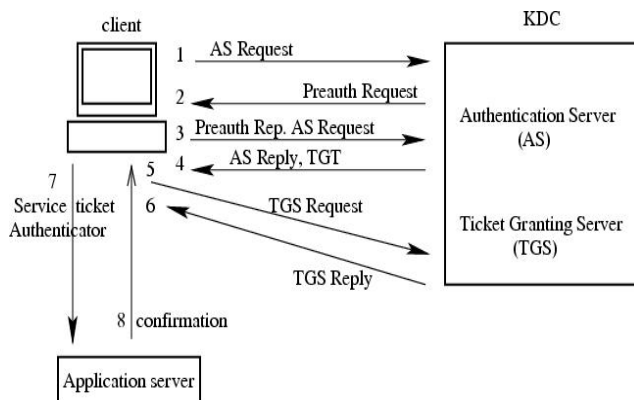 client
KDC
1 AS Request
2 Preauth Request
3 Preauth Rep. AS Request
4 AS Reply, TGT
Authentication Server
(AS)
5 TGS Request
6 TGS Reply
Ticket Granting Server
(TGS)
7
Service ticket
Authenticator
8 confirmation
Application server